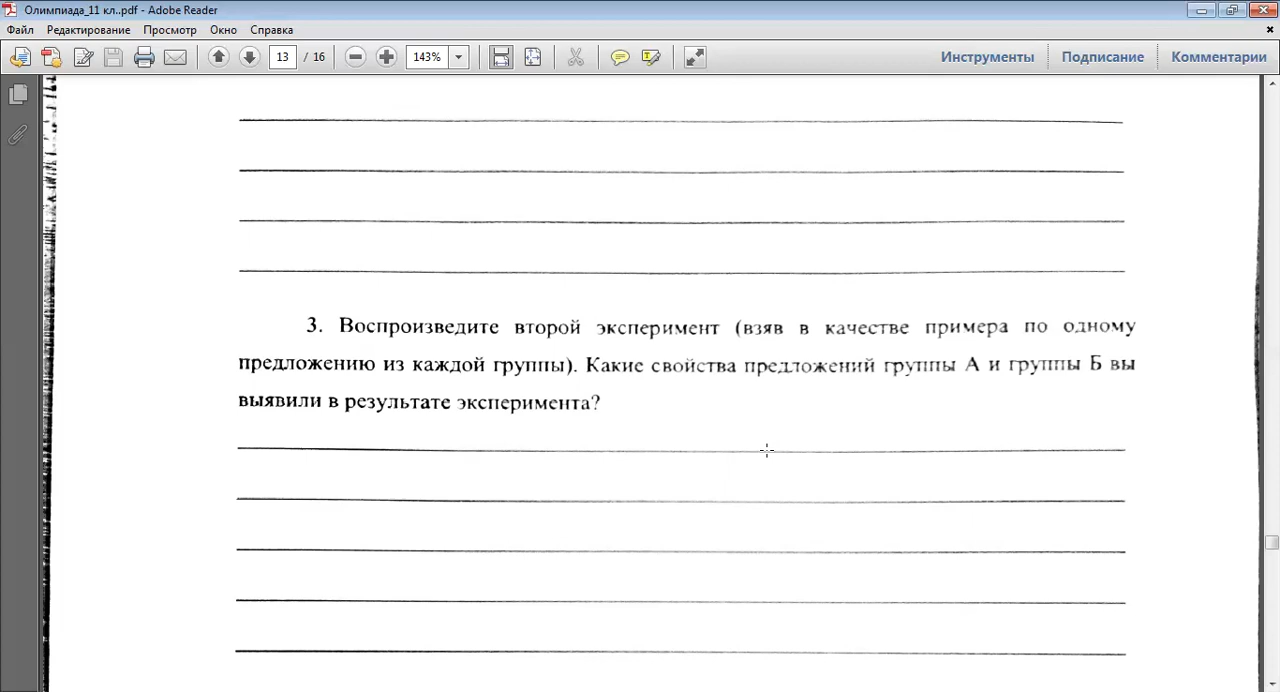 Олимпиада_11 кл..pdf - Adobe Reader
Файл Редактирование Просмотр Окно Справка
13 / 16 143% Инструменты Подписание Комментарии
3. Воспроизведите второй эксперимент (взяв в качестве примера по одному
предложению из каждой группы). Какие свойства предложений группы А и группы Б вы
выявили в результате эксперимента?